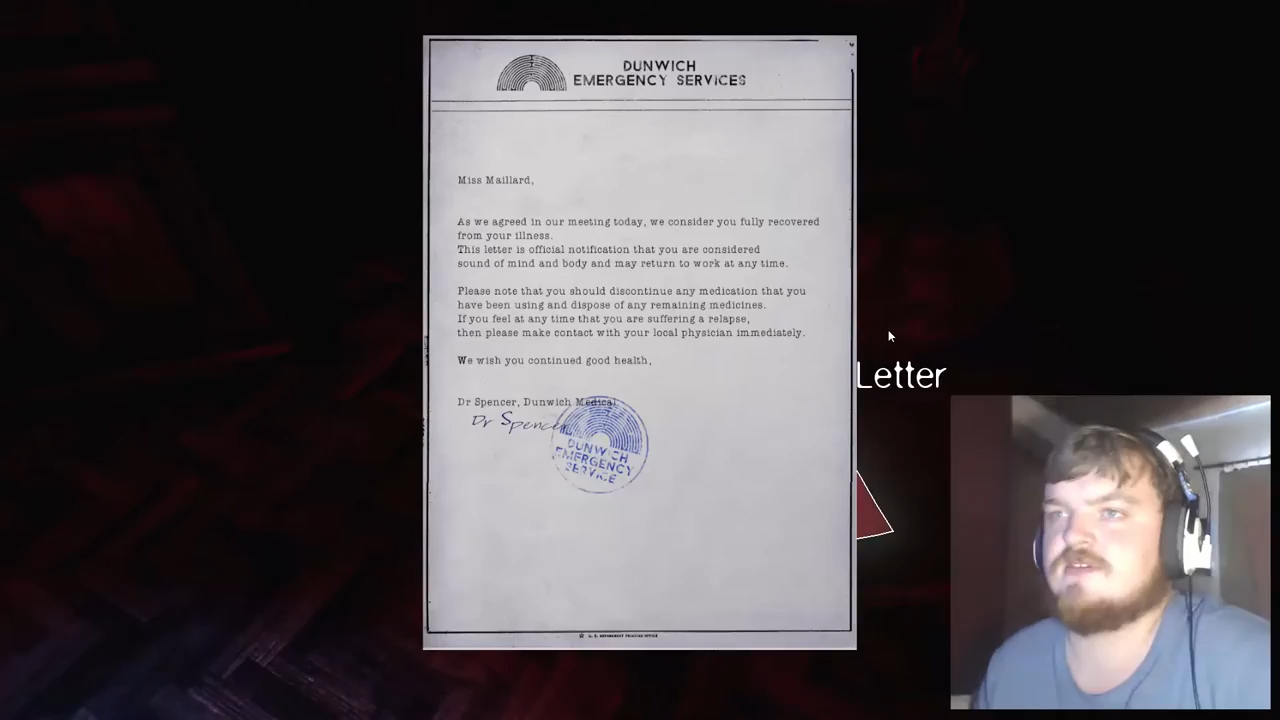 DUNWICH
EMERGENCY SERVICES
Miss Maillard,
As we agreed in our meeting today, we consider you fully recovered
from your illness.
This letter is official notification that you are considered
sound of mind and body and may return to work at any time.
Please note that you should discontinue any medication that you
have been using and dispose of any remaining medicines.
If you feel at any time that you are suffering a relapse,
then please make contact with your local physician immediately.
We wish you continued good health,
Letter
Dr Spencer, Dunwich Medical
Dr Spencer
DUNWICH
EMERGENCY
SERVICE